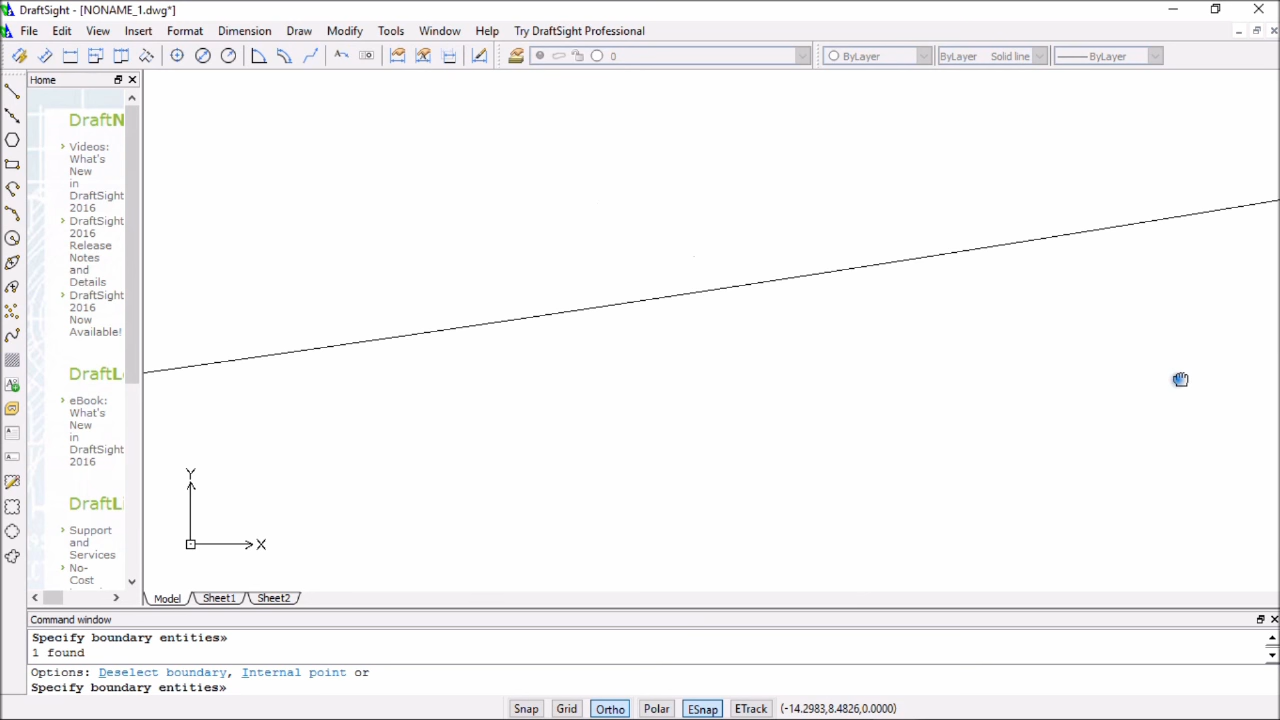 DraftSight - [NONAME_1.dwg*]
File Edit View Insert Format Tools Dimension Draw Modify Window Help Try DraftSight Professional
0 ByLayer ByLayer Solid line ByLayer
Home
DraftN
Videos:
What's
New
in
DraftSight
2016
DraftSight
2016
Release
Notes
and
Details
DraftSight
2016
Now
Available!
DraftL
eBook:
What's
New
in
DraftSight
2016
DraftL
Support
and
Services
No-
Cost
Y
X
Model Sheet1 Sheet2
Command window
Specify boundary entities»
1 found
Options: Deselect boundary, Internal point or
Specify boundary entities»
Snap Grid Ortho Polar ESnap ETrack (-14.2983,8.4826,0.0000)